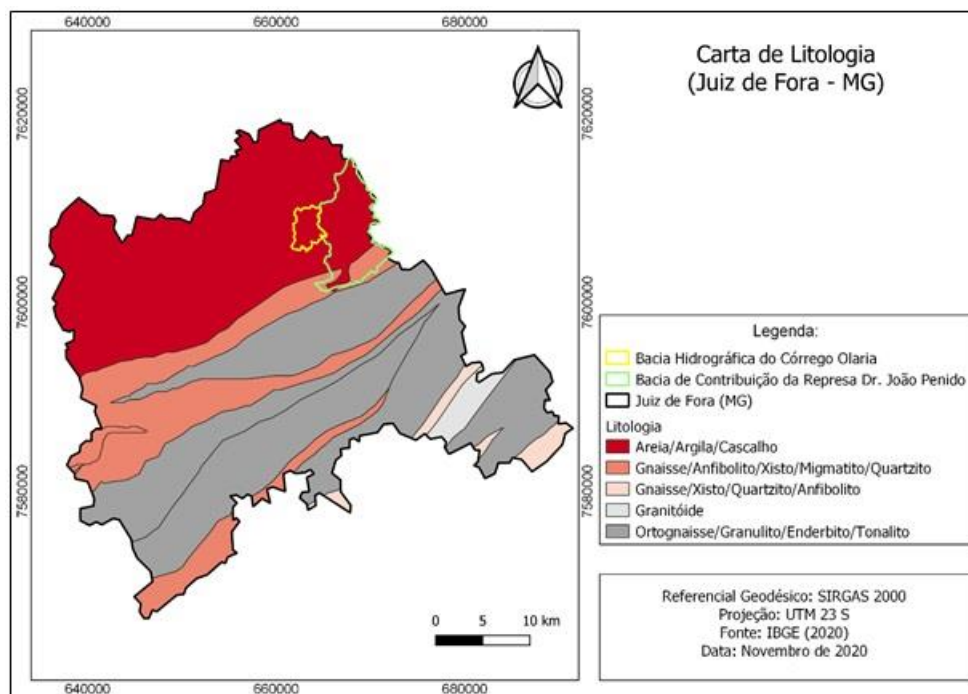 640000
660000
680000
Carta de Litologia
(Juiz de Fora - MG)
7620000
7620000
7600000
7600000
7580000
7580000
Legenda:
Bacia Hidrográfica do Córrego Olaria
Bacia de Contribuição da Represa Dr. João Penido
Juiz de Fora (MG)
Litologia
Areia/Argila/Cascalho
Gnaisse/Anfibolito/Xisto/Migmatito/Quartzito
Gnaisse/Xisto/Quartzito/Anfibolito
Granitóide
Ortognaisse/Granulito/Enderbito/Tonalito
Referencial Geodésico: SIRGAS 2000
Projeção: UTM 23 S
Fonte: IBGE (2020)
Data: Novembro de 2020
0 5 10 km
640000
660000
680000